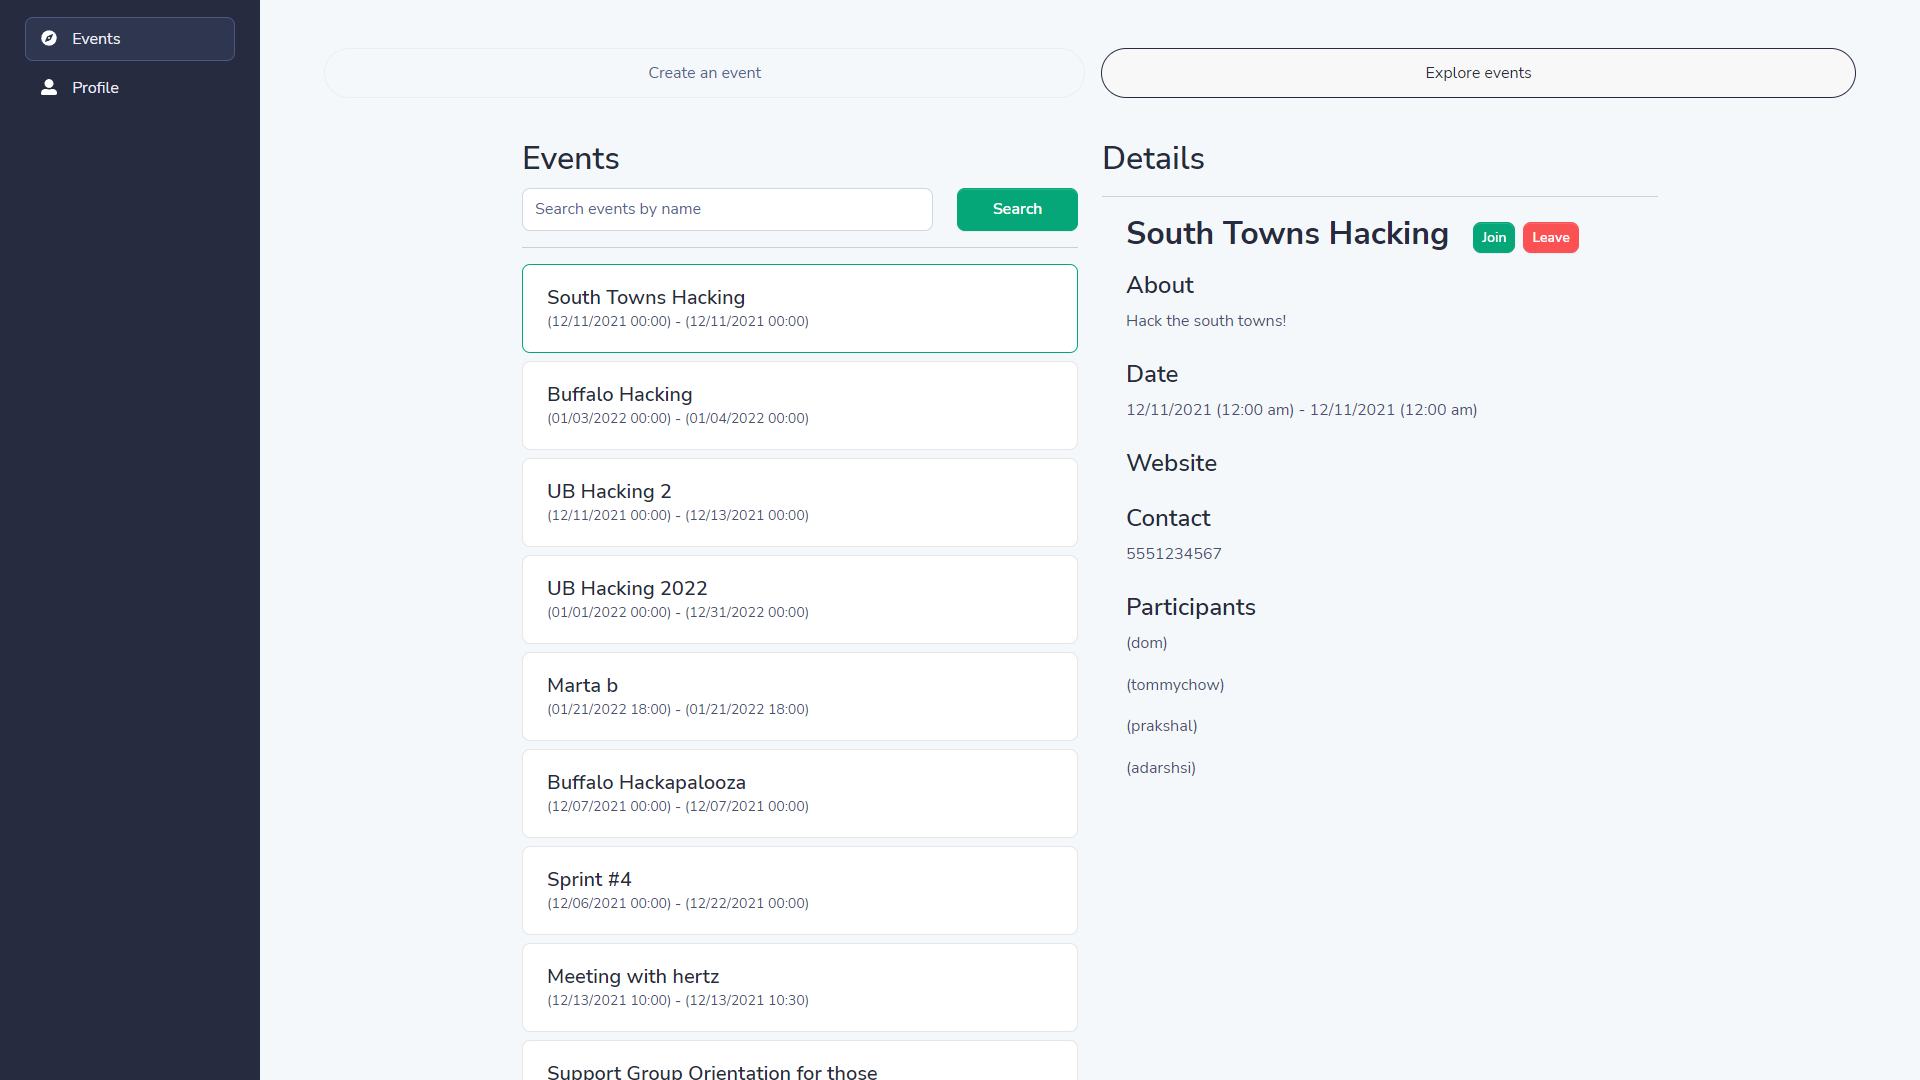 Events
Profile
Create an event
Explore events
Events
Search events by name
Search
South Towns Hacking
(12/11/2021 00:00) - (12/11/2021 00:00)
Buffalo Hacking
(01/03/2022 00:00) - (01/04/2022 00:00)
UB Hacking 2
(12/11/2021 00:00) - (12/13/2021 00:00)
UB Hacking 2022
(01/01/2022 00:00) - (12/31/2022 00:00)
Marta b
(01/21/2022 18:00) - (01/21/2022 18:00)
Buffalo Hackapalooza
(12/07/2021 00:00) - (12/07/2021 00:00)
Sprint #4
(12/06/2021 00:00) - (12/22/2021 00:00)
Meeting with hertz
(12/13/2021 10:00) - (12/13/2021 10:30)
Support Group Orientation for those
Details
South Towns Hacking
Join
Leave
About
Hack the south towns!
Date
12/11/2021 (12:00 am) - 12/11/2021 (12:00 am)
Website
Contact
5551234567
Participants
(dom)
(tommychow)
(prakshal)
(adarshsi)